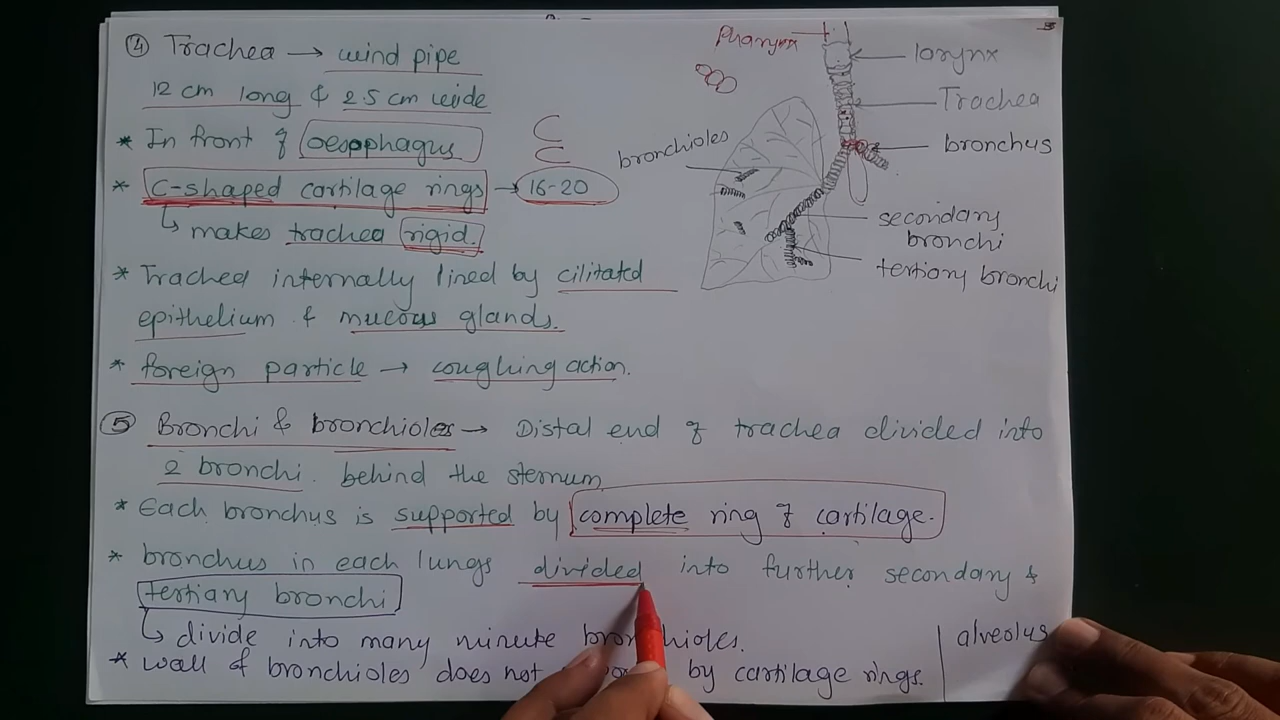 ④ Trachea → wind pipe
12 cm long & 2.5 cm wide
* In front of oesophagus
* C-shaped cartilage rings → 16-20
↳ makes trachea rigid.
* Trachea internally lined by cilitated
epithelium & mucous glands.
* foreign particle → coughing action.
Pharynx
larynx
Trachea
bronchus
bronchioles
secondary
bronchi
tertiary bronchi
⑤ Bronchi & bronchioles → Distal end of trachea divided into
2 bronchi. behind the sternum
* Each bronchus is supported by complete ring of cartilage.
* bronchus in each lungs divided into further secondary &
tertiary bronchi
↳ divide into many minute bronchioles.
* wall of bronchioles does not by cartilage rings.
alveolus